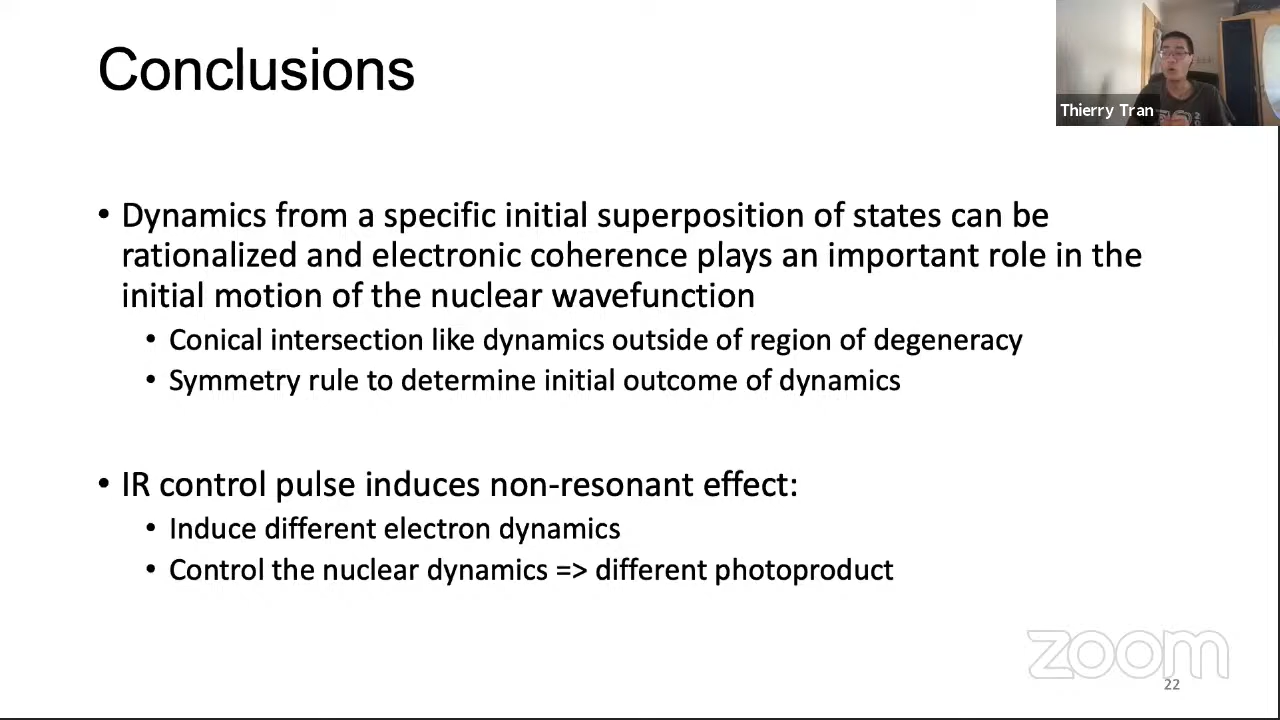 Conclusions
Thierry Tran
• Dynamics from a specific initial superposition of states can be
rationalized and electronic coherence plays an important role in the
initial motion of the nuclear wavefunction
• Conical intersection like dynamics outside of region of degeneracy
• Symmetry rule to determine initial outcome of dynamics
• IR control pulse induces non-resonant effect:
• Induce different electron dynamics
• Control the nuclear dynamics => different photoproduct
zoom
22